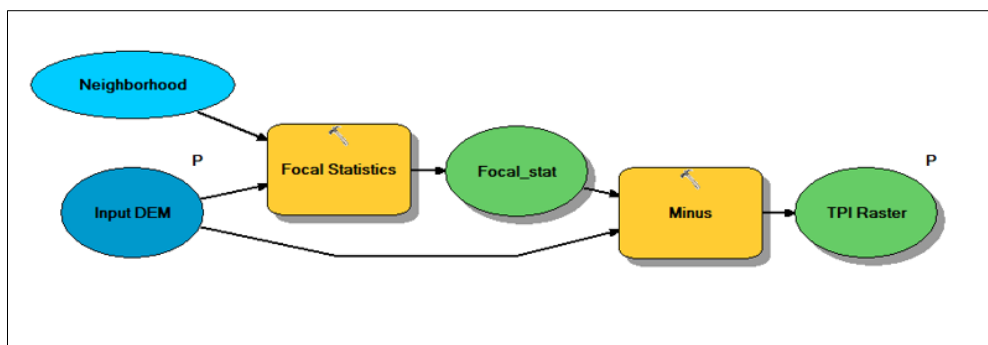 Neighborhood
P
Focal Statistics
Focal_stat
P
Input DEM
Minus
TPI Raster